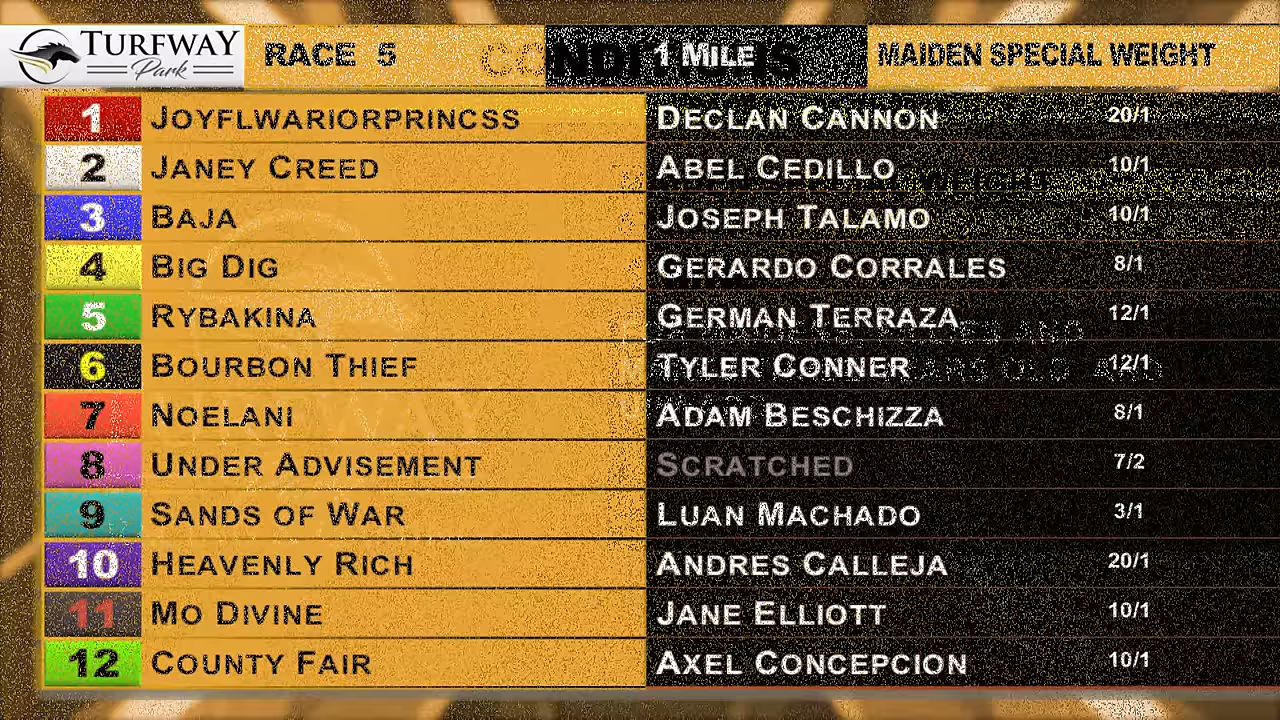 TURFWAY Park RACE 5 1 MILE MAIDEN SPECIAL WEIGHT
1 JOYFLWARIORPRINCSS DECLAN CANNON 20/1
2 JANEY CREED ABEL CEDILLO 10/1
3 BAJA JOSEPH TALAMO 10/1
4 BIG DIG GERARDO CORRALES 8/1
5 RYBAKINA GERMAN TERRAZA 12/1
6 BOURBON THIEF TYLER CONNER 12/1
7 NOELANI ADAM BESCHIZZA 8/1
8 UNDER ADVISEMENT SCRATCHED 7/2
9 SANDS OF WAR LUAN MACHADO 3/1
10 HEAVENLY RICH ANDRES CALLEJA 20/1
11 MO DIVINE JANE ELLIOTT 10/1
12 COUNTY FAIR AXEL CONCEPCION 10/1